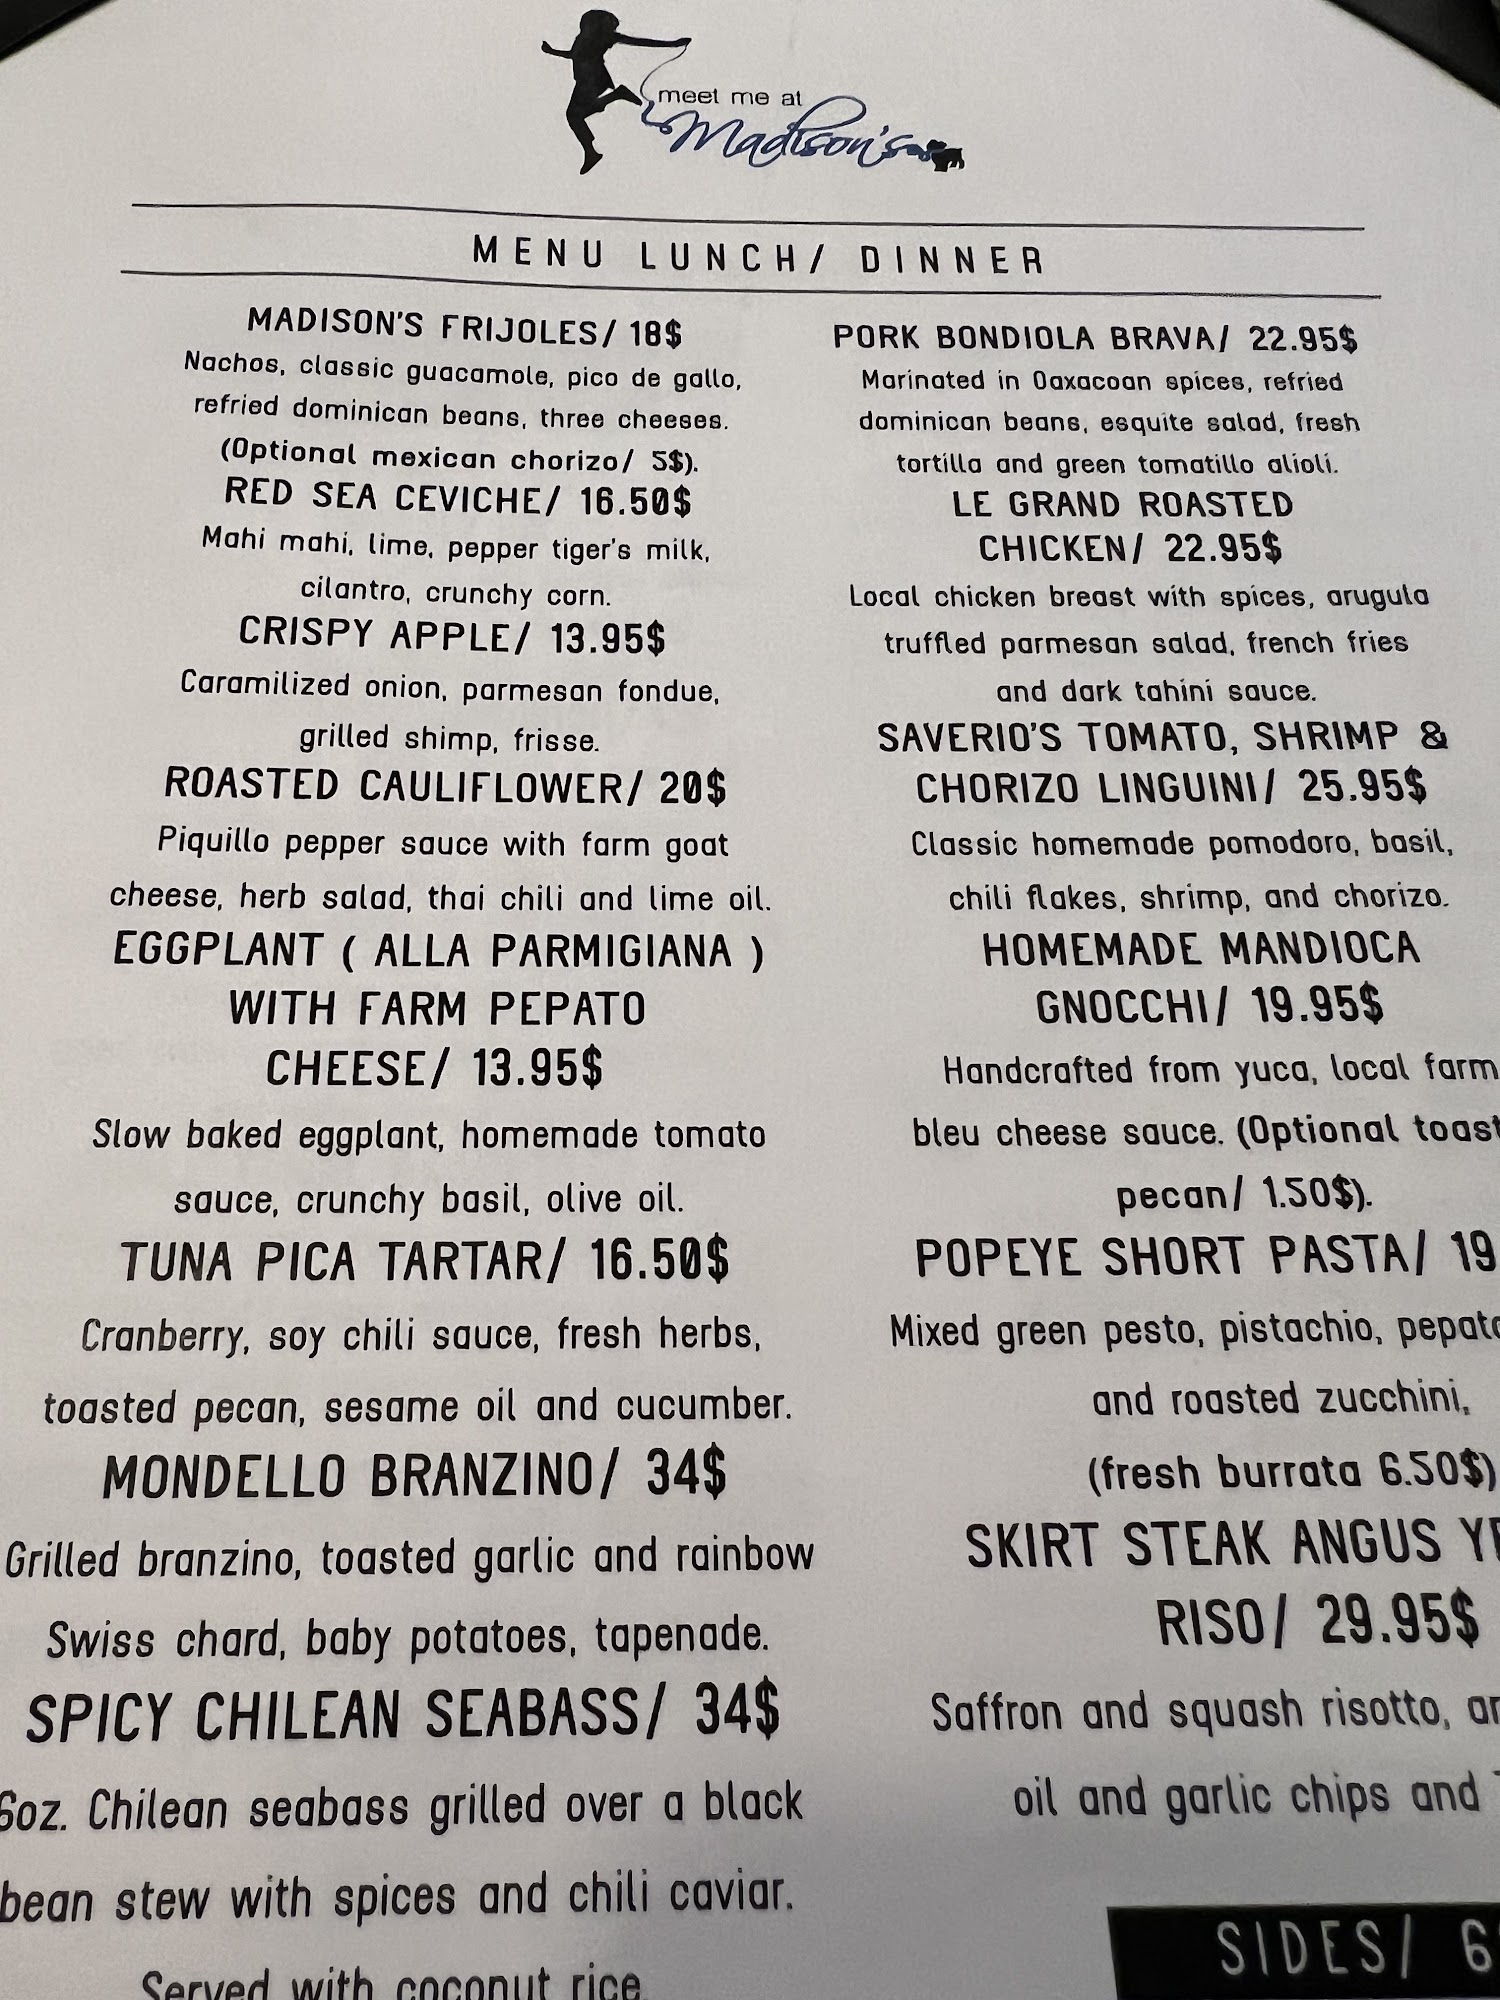 meet me at
Madison's
MENU LUNCH/ DINNER
MADISON'S FRIJOLES/ 18$
Nachos, classic guacamole, pico de gallo,
refried dominican beans, three cheeses.
(Optional mexican chorizo/ 5$).
RED SEA CEVICHE/ 16.50$
Mahi mahi, lime, pepper tiger's milk,
cilantro, crunchy corn.
CRISPY APPLE/ 13.95$
Caramilized onion, parmesan fondue,
grilled shimp, frisse.
ROASTED CAULIFLOWER/ 20$
Piquillo pepper sauce with farm goat
cheese, herb salad, thai chili and lime oil.
EGGPLANT ( ALLA PARMIGIANA )
WITH FARM PEPATO
CHEESE/ 13.95$
Slow baked eggplant, homemade tomato
sauce, crunchy basil, olive oil.
TUNA PICA TARTAR/ 16.50$
Cranberry, soy chili sauce, fresh herbs,
toasted pecan, sesame oil and cucumber.
MONDELLO BRANZINO/ 34$
Grilled branzino, toasted garlic and rainbow
Swiss chard, baby potatoes, tapenade.
SPICY CHILEAN SEABASS/ 34$
6oz. Chilean seabass grilled over a black
bean stew with spices and chili caviar.
Served with coconut rice.
PORK BONDIOLA BRAVA/ 22.95$
Marinated in Oaxacoan spices, refried
dominican beans, esquite salad, fresh
tortilla and green tomatillo alioli.
LE GRAND ROASTED
CHICKEN/ 22.95$
Local chicken breast with spices, arugula
truffled parmesan salad, french fries
and dark tahini sauce.
SAVERIO'S TOMATO, SHRIMP &
CHORIZO LINGUINI/ 25.95$
Classic homemade pomodoro, basil,
chili flakes, shrimp, and chorizo.
HOMEMADE MANDIOCA
GNOCCHI/ 19.95$
Handcrafted from yuca, local farm
bleu cheese sauce. (Optional toast
pecan/ 1.50$).
POPEYE SHORT PASTA/ 19
Mixed green pesto, pistachio, pepato
and roasted zucchini,
(fresh burrata 6.50$)
SKIRT STEAK ANGUS
RISO/ 29.95$
Saffron and squash risotto,
oil and garlic chips and
SIDES/ 6